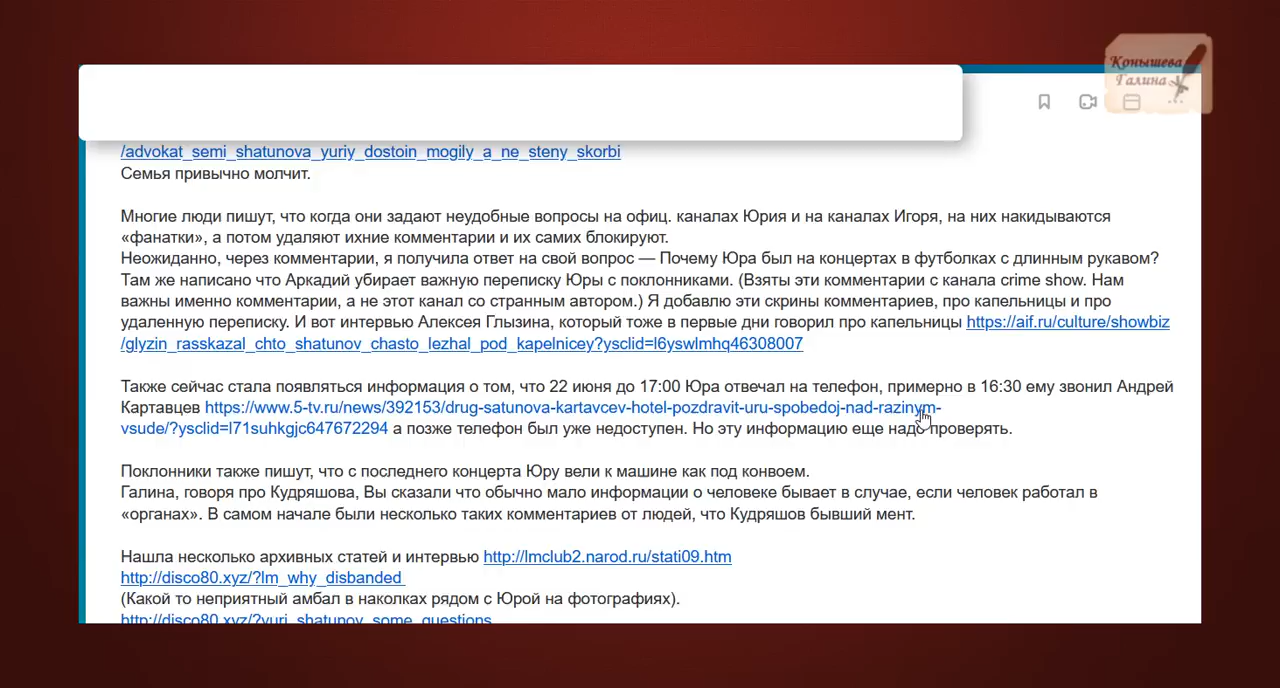 Конышева
Галина
/advokat_semi_shatunova_yuriy_dostoin_mogily_a_ne_steny_skorbi
Семья привычно молчит.
Многие люди пишут, что когда они задают неудобные вопросы на офиц. каналах Юрия и на каналах Игоря, на них накидываются
«фанатки», а потом удаляют ихние комментарии и их самих блокируют.
Неожиданно, через комментарии, я получила ответ на свой вопрос — Почему Юра был на концертах в футболках с длинным рукавом?
Там же написано что Аркадий убирает важную переписку Юры с поклонниками. (Взяты эти комментарии с канала crime show. Нам
важны именно комментарии, а не этот канал со странным автором.) Я добавлю эти скрины комментариев, про капельницы и про
удаленную переписку. И вот интервью Алексея Глызина, который тоже в первые дни говорил про капельницы https://aif.ru/culture/showbiz
/glyzin_rasskazal_chto_shatunov_chasto_lezhal_pod_kapelnicey?ysclid=l6yswlmhq46308007
Также сейчас стала появляться информация о том, что 22 июня до 17:00 Юра отвечал на телефон, примерно в 16:30 ему звонил Андрей
Картавцев https://www.5-tv.ru/news/392153/drug-satunova-kartavcev-hotel-pozdravit-uru-spobedoj-nad-razinym-
vsude/?ysclid=l71suhkgjc647672294 а позже телефон был уже недоступен. Но эту информацию еще надо проверять.
Поклонники также пишут, что с последнего концерта Юру вели к машине как под конвоем.
Галина, говоря про Кудряшова, Вы сказали что обычно мало информации о человеке бывает в случае, если человек работал в
«органах». В самом начале были несколько таких комментариев от людей, что Кудряшов бывший мент.
Нашла несколько архивных статей и интервью http://lmclub2.narod.ru/stati09.htm
http://disco80.xyz/?lm_why_disbanded
(Какой то неприятный амбал в наколках рядом с Юрой на фотографиях).
http://disco80.xyz/?yuri_shatunov_some_questions